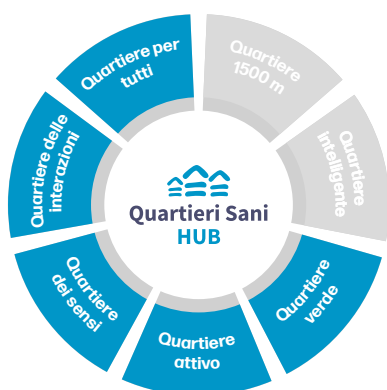 Quartiere per
tutti
Quartiere
1500 m
Quartiere
intelligente
Quartiere
verde
Quartiere
attivo
Quartiere
dei sensi
Quartiere delle
interazioni
Quartieri Sani
HUB